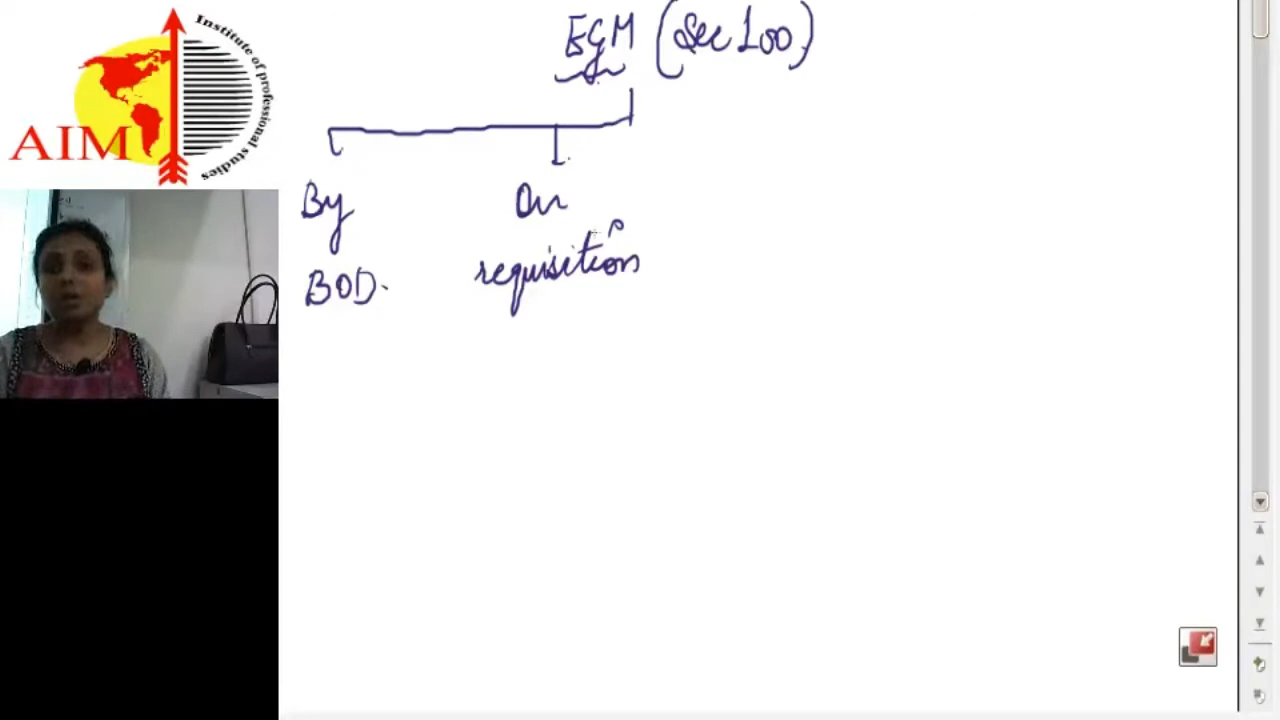 AIM
Institute of professional studies
EGM (Sec 100)
By
BOD.
On
requisition